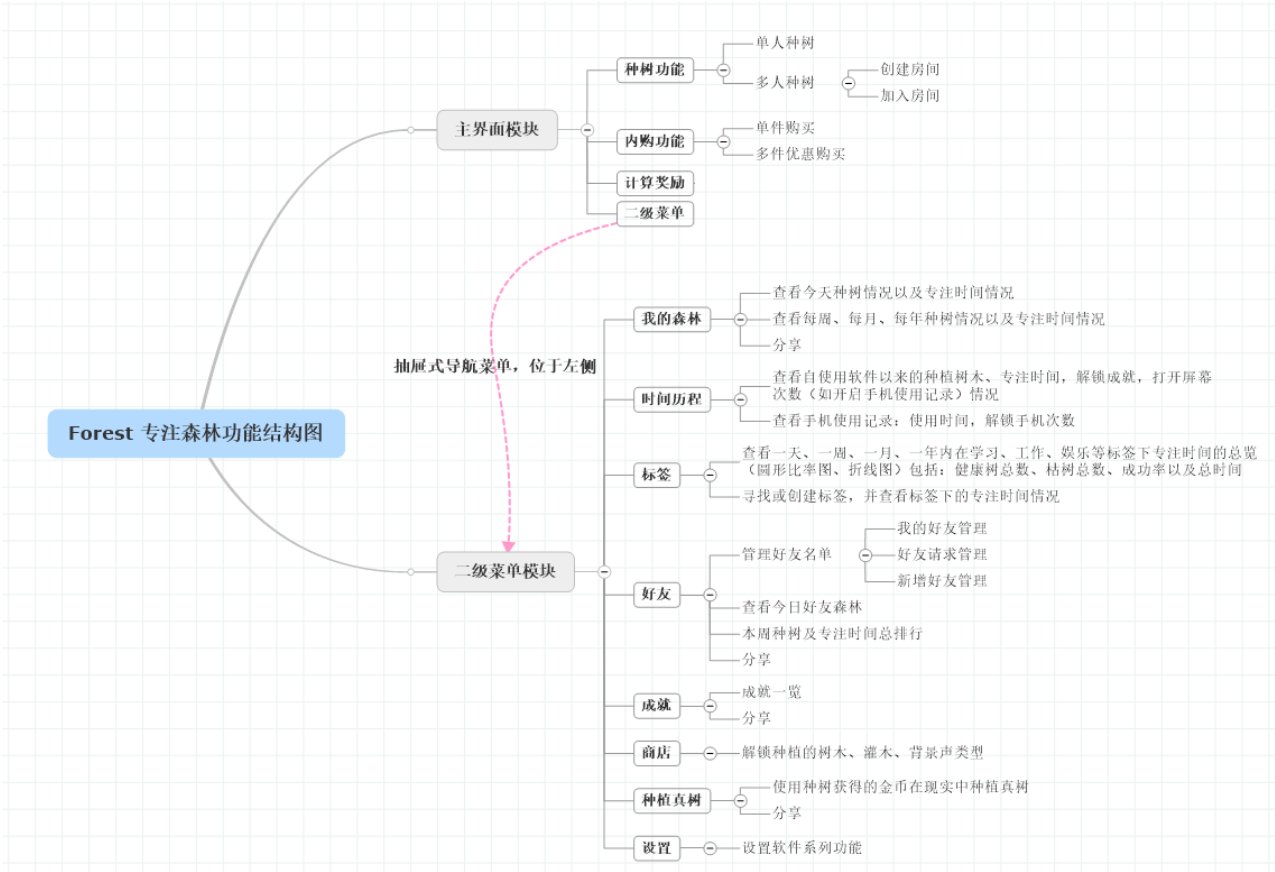 Forest 专注森林功能结构图
主界面模块
种树功能
单人种树
多人种树
创建房间
加入房间
内购功能
单件购买
多件优惠购买
计算奖励
二级菜单
抽屉式导航菜单，位于左侧
二级菜单模块
我的森林
查看今天种树情况以及专注时间情况
查看每周、每月、每年种树情况以及专注时间情况
分享
时间历程
查看自使用软件以来的种植树木、专注时间，解锁成就，打开屏幕
次数（如开启手机使用记录）情况
查看手机使用记录：使用时间，解锁手机次数
标签
查看一天、一周、一月、一年内在学习、工作、娱乐等标签下专注时间的总览
（圆形比率图、折线图）包括：健康树总数、枯树总数、成功率以及总时间
寻找或创建标签，并查看标签下的专注时间情况
好友
管理好友名单
我的好友管理
好友请求管理
新增好友管理
查看今日好友森林
本周种树及专注时间总排行
分享
成就
成就一览
分享
商店
解锁种植的树木、灌木、背景声类型
种植真树
使用种树获得的金币在现实中种植真树
分享
设置
设置软件系列功能